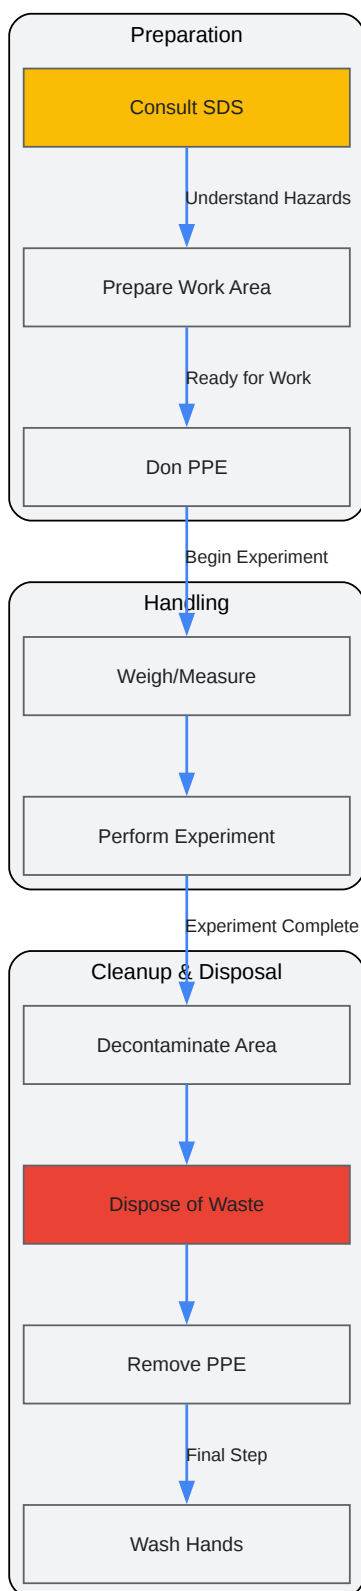 Preparation
Consult SDS
Understand Hazards
Prepare Work Area
Ready for Work
Don PPE
Begin Experiment
Handling
Weigh/Measure
Perform Experiment
Experiment Complete
Cleanup & Disposal
Decontaminate Area
Dispose of Waste
Remove PPE
Final Step
Wash Hands